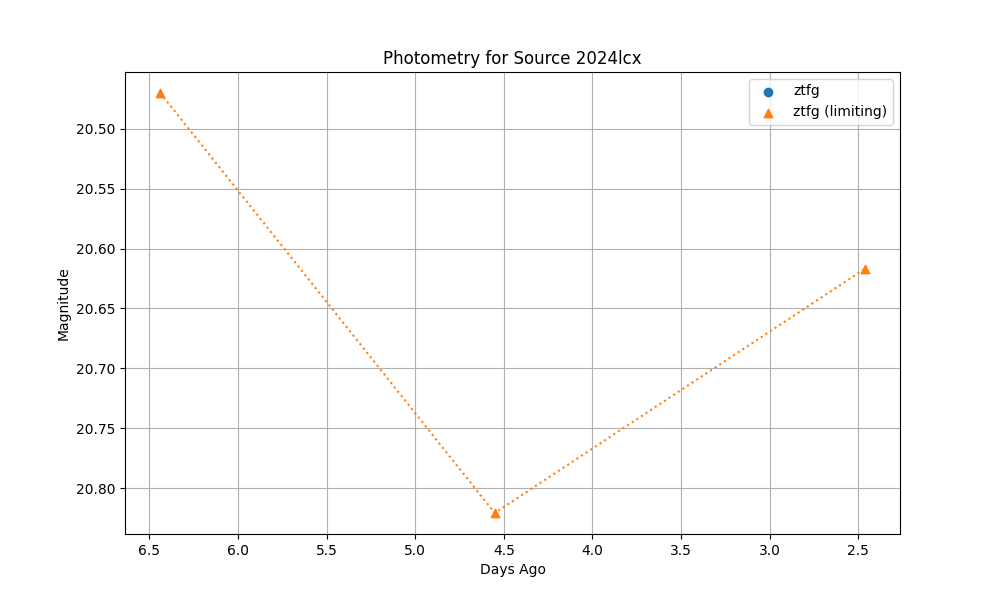 Photometry for Source 2024lcx
ztfg
ztfg (limiting)
20.50
20.55
20.60
20.65
20.70
20.75
20.80
Magnitude
6.5 6.0 5.5 5.0 4.5 4.0 3.5 3.0 2.5
Days Ago